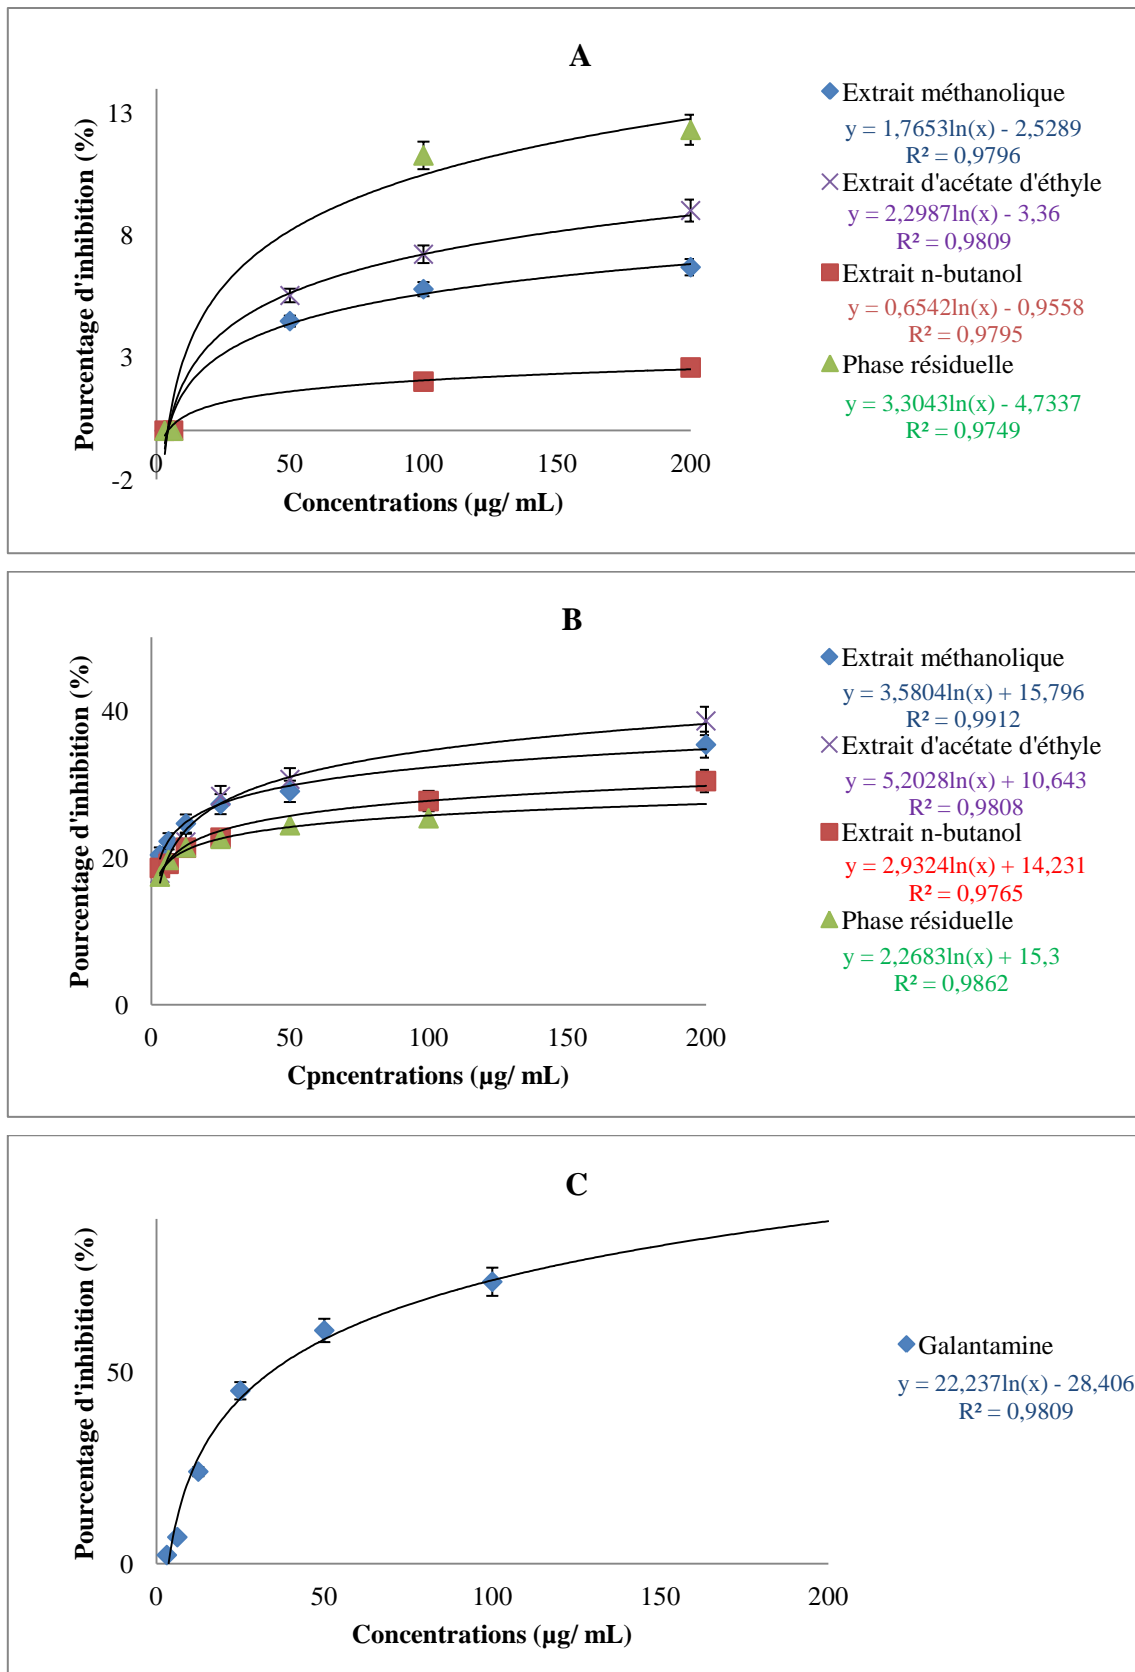 A
Pourcentage d'inhibition (%)
13
8
3
-2
0
50
100
150
200
Concentrations (µg/ mL)
Extrait méthanolique
y = 1,7653ln(x) - 2,5289
R² = 0,9796
Extrait d'acétate d'éthyle
y = 2,2987ln(x) - 3,36
R² = 0,9809
Extrait n-butanol
y = 0,6542ln(x) - 0,9558
R² = 0,9795
Phase résiduelle
y = 3,3043ln(x) - 4,7337
R² = 0,9749
B
Pourcentage d'inhibition (%)
40
20
0
0
50
100
150
200
Cpncentrations (µg/ mL)
Extrait méthanolique
y = 3,5804ln(x) + 15,796
R² = 0,9912
Extrait d'acétate d'éthyle
y = 5,2028ln(x) + 10,643
R² = 0,9808
Extrait n-butanol
y = 2,9324ln(x) + 14,231
R² = 0,9765
Phase résiduelle
y = 2,2683ln(x) + 15,3
R² = 0,9862
C
Pourcentage d'inhibition (%)
50
0
0
50
100
150
200
Concentrations (µg/ mL)
Galantamine
y = 22,237ln(x) - 28,406
R² = 0,9809